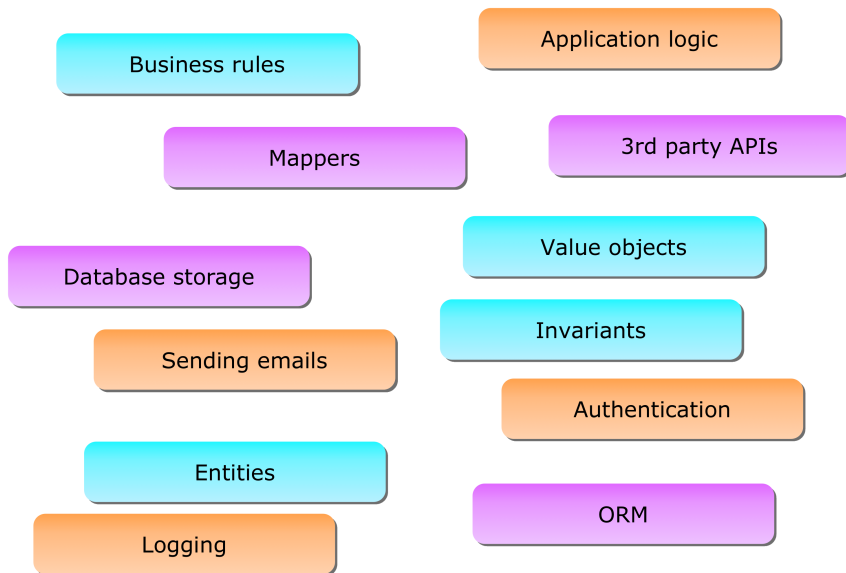 Application logic
Business rules
3rd party APIs
Mappers
Value objects
Database storage
Invariants
Sending emails
Authentication
Entities
ORM
Logging